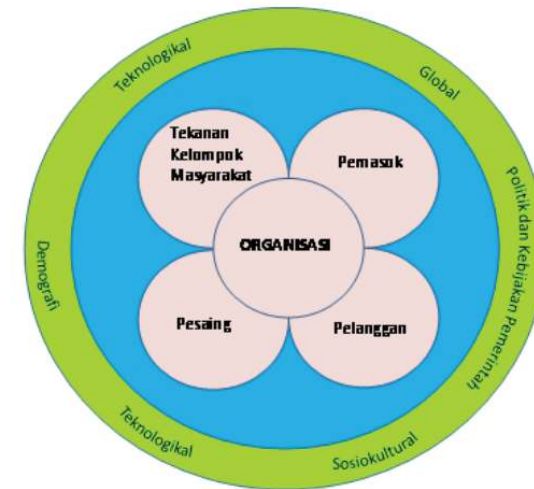 Teknologikal
Global
Tekanan
Kelompok
Masyarakat
Pemasok
Politik dan Kebijakan Pemerintah
ORGANISASI
Demografi
Pesaing
Pelanggan
Teknologikal
Sosiokultural